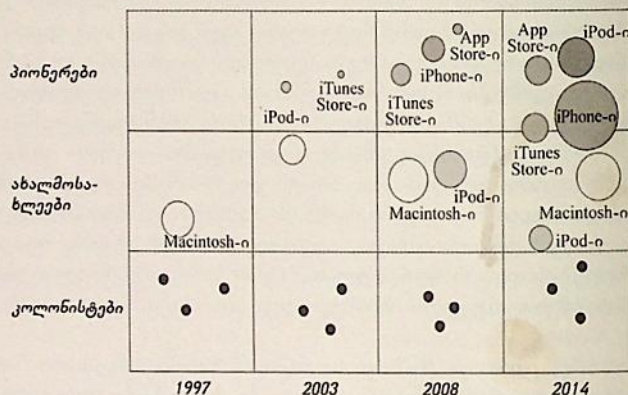 პიონერები
App
Store-ი
iPod-ი
iPhone-ი
iTunes
Store-ი
iTunes
Store-ი
iPod-ი
App
Store-ი
iPod-ი
iPhone-ი
iTunes
Store-ი
ახალმოსა-
ხლეები
Macintosh-ი
iPod-ი
Macintosh-ი
Macintosh-ი
iPod-ი
კოლონისტები
1997 2003 2008 2014